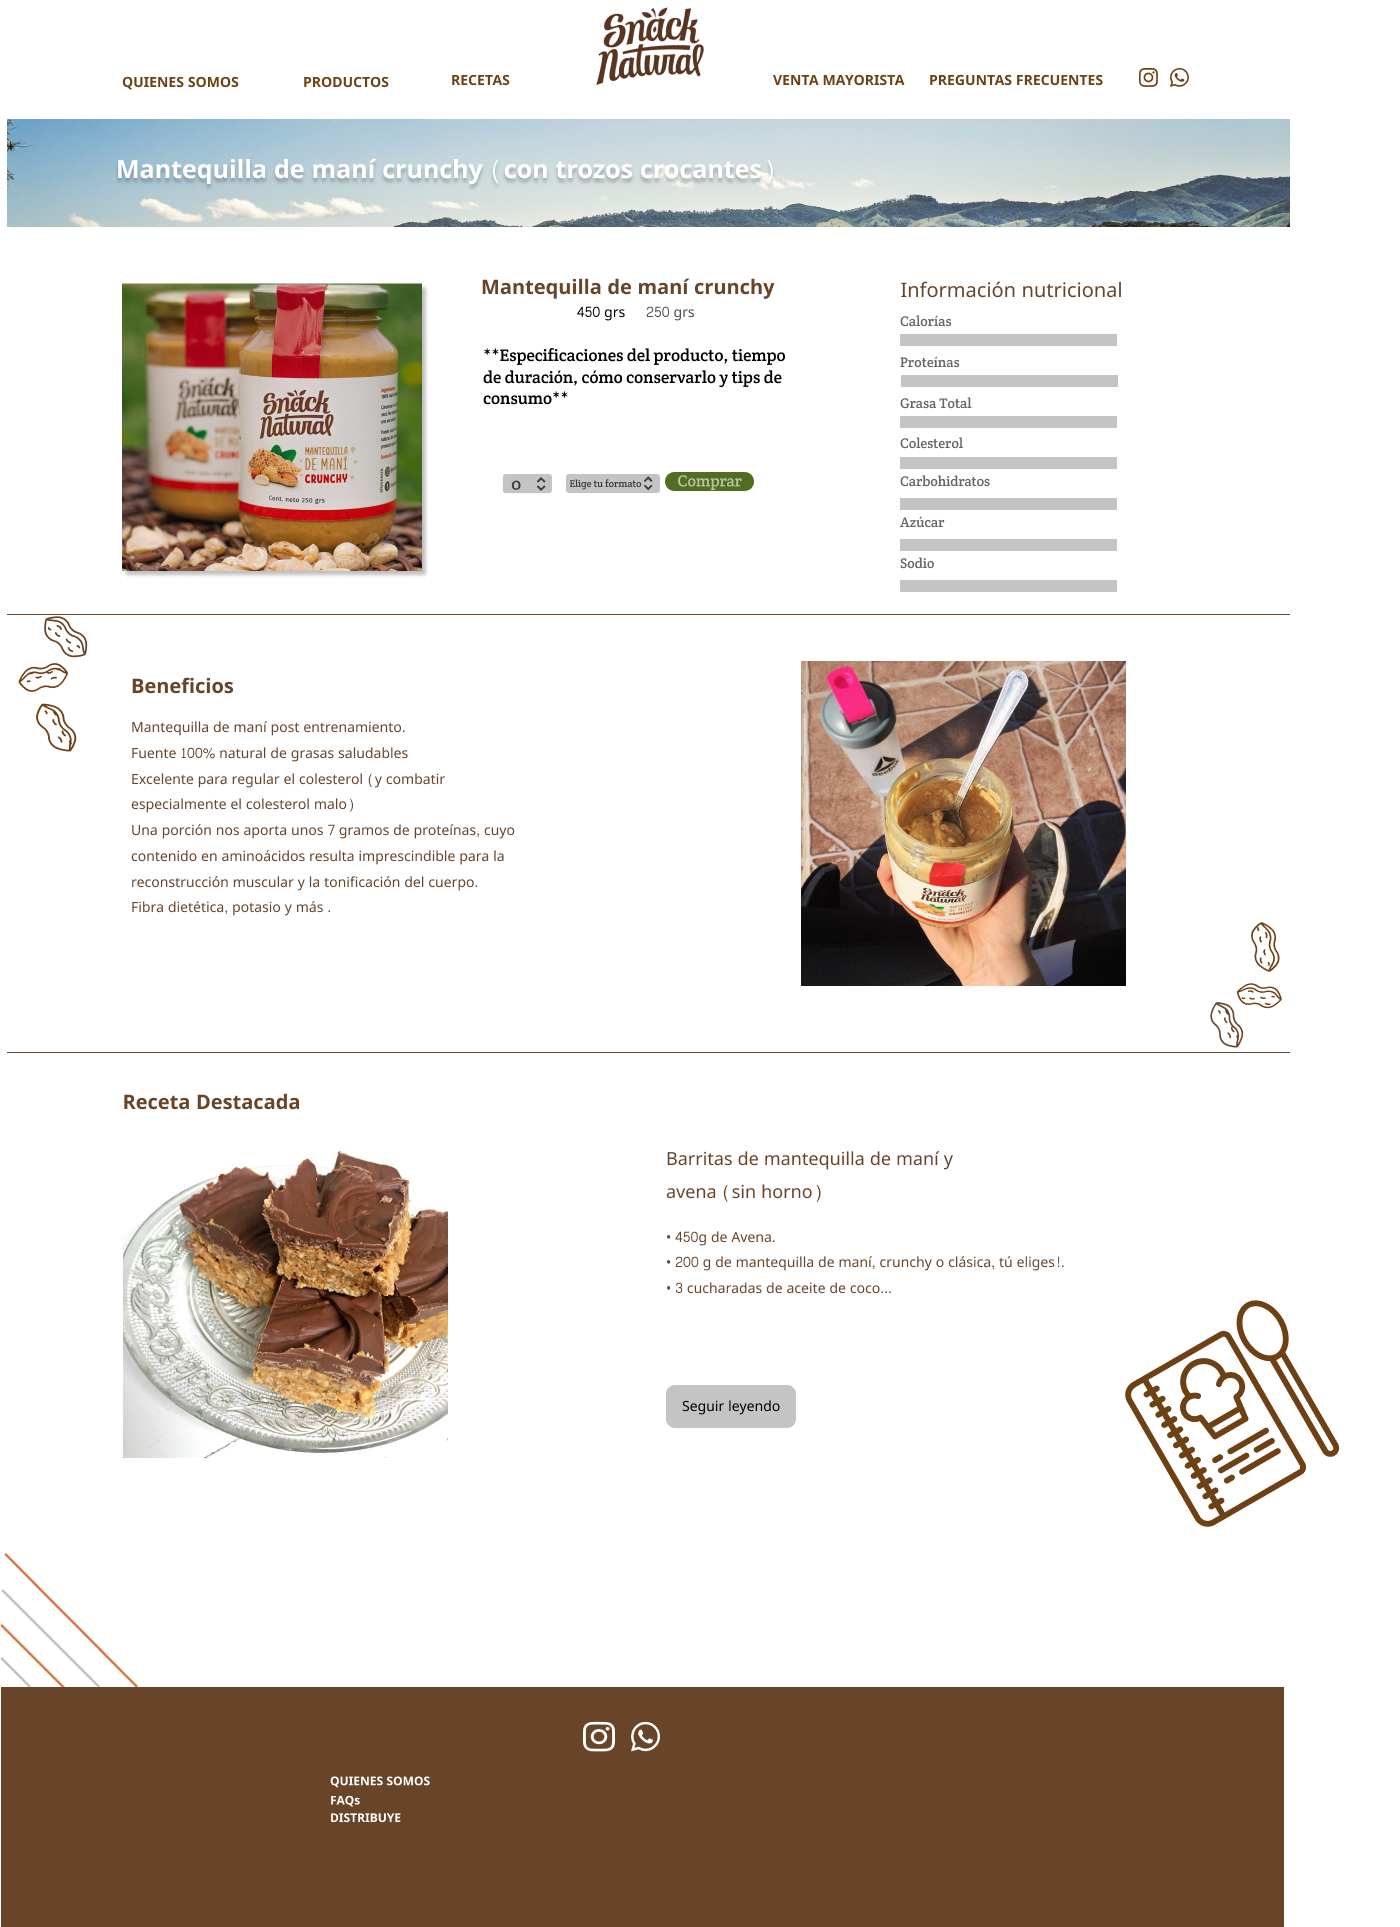 Snack
Natural
QUIENES SOMOS
PRODUCTOS
RECETAS
VENTA MAYORISTA
PREGUNTAS FRECUENTES
Mantequilla de maní crunchy (con trozos crocantes)
Snack
Natural
MANTEQUILLA
DE MANÍ
CRUNCHY
Cont. neto 250 grs
Mantequilla de maní crunchy
450 grs 250 grs
**Especificaciones del producto, tiempo
de duración, cómo conservarlo y tips de
consumo**
0
Elige tu formato
Comprar
Información nutricional
Calorías
Proteínas
Grasa Total
Colesterol
Carbohidratos
Azúcar
Sodio
Beneficios
Mantequilla de maní post entrenamiento.
Fuente 100% natural de grasas saludables
Excelente para regular el colesterol (y combatir
especialmente el colesterol malo)
Una porción nos aporta unos 7 gramos de proteínas, cuyo
contenido en aminoácidos resulta imprescindible para la
reconstrucción muscular y la tonificación del cuerpo.
Fibra dietética, potasio y más .
Reebok
Snack
Natural
Receta Destacada
Barritas de mantequilla de maní y
avena (sin horno)
• 450g de Avena.
• 200 g de mantequilla de maní, crunchy o clásica, tú eliges!.
• 3 cucharadas de aceite de coco...
Seguir leyendo
QUIENES SOMOS
FAQs
DISTRIBUYE